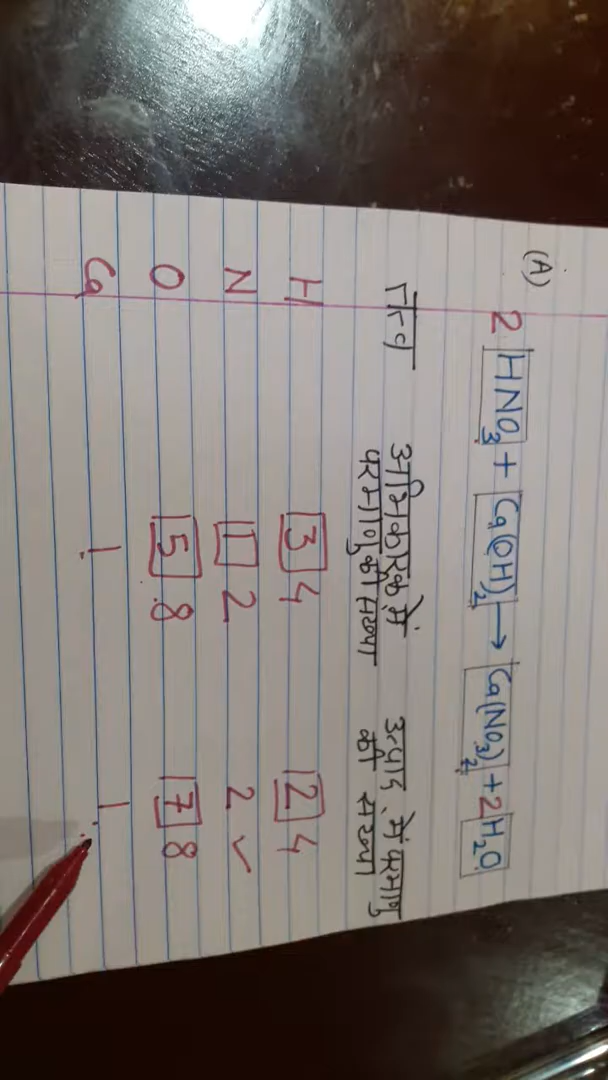 (A)
2 HNO₃ + Ca(OH)₂ → Ca(NO₃)₂ + 2H₂O
तत्व अभिकारक में परमाणु की संख्या उत्पाद में परमाणु की संख्या
H 3 4 2 4
N 1 2 2 ✓
O 5 8 7 8
Ca 1 1